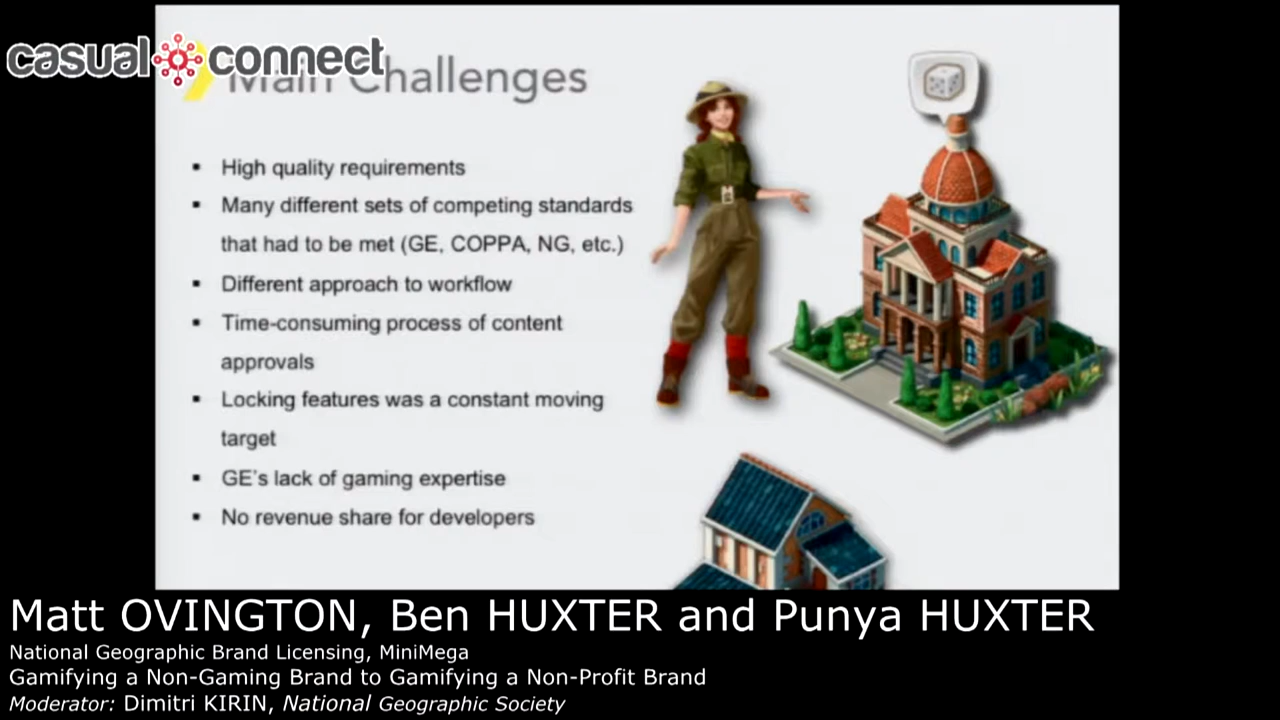 casual connect
Main Challenges
▪ High quality requirements
▪ Many different sets of competing standards
that had to be met (GE, COPPA, NG, etc.)
▪ Different approach to workflow
▪ Time-consuming process of content
approvals
▪ Locking features was a constant moving
target
▪ GE's lack of gaming expertise
▪ No revenue share for developers
Matt OVINGTON, Ben HUXTER and Punya HUXTER
National Geographic Brand Licensing, MiniMega
Gamifying a Non-Gaming Brand to Gamifying a Non-Profit Brand
Moderator: Dimitri KIRIN, National Geographic Society